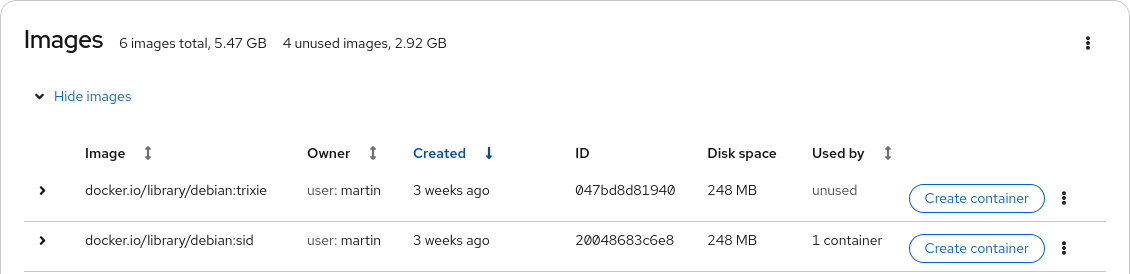 Images 6 images total, 5.47 GB 4 unused images, 2.92 GB
Hide images
Image Owner Created ID Disk space Used by
docker.io/library/debian:trixie user: martin 3 weeks ago 047bd8d81940 248 MB unused Create container
docker.io/library/debian:sid user: martin 3 weeks ago 20048683c6e8 248 MB 1 container Create container